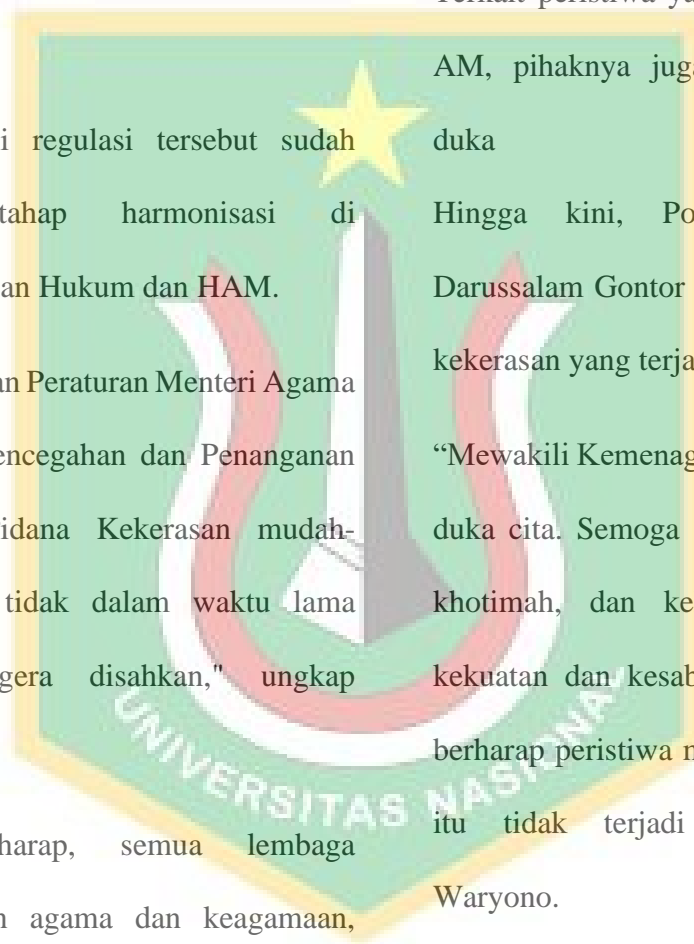 i regulasi tersebut sudah
tahap harmonisasi di
an Hukum dan HAM.
an Peraturan Menteri Agama
encegahan dan Penanganan
idana Kekerasan mudah-
tidak dalam waktu lama
gera disahkan," ungkap
harap, semua lembaga
n agama dan keagamaan,
AM, pihaknya juga
duka
Hingga kini, Po
Darussalam Gontor
kekerasan yang terja
“Mewakili Kemenag
duka cita. Semoga
khotimah, dan ke
kekuatan dan kesab
berharap peristiwa m
itu tidak terjadi
Waryono.
UNIVERSITAS NASIONAL